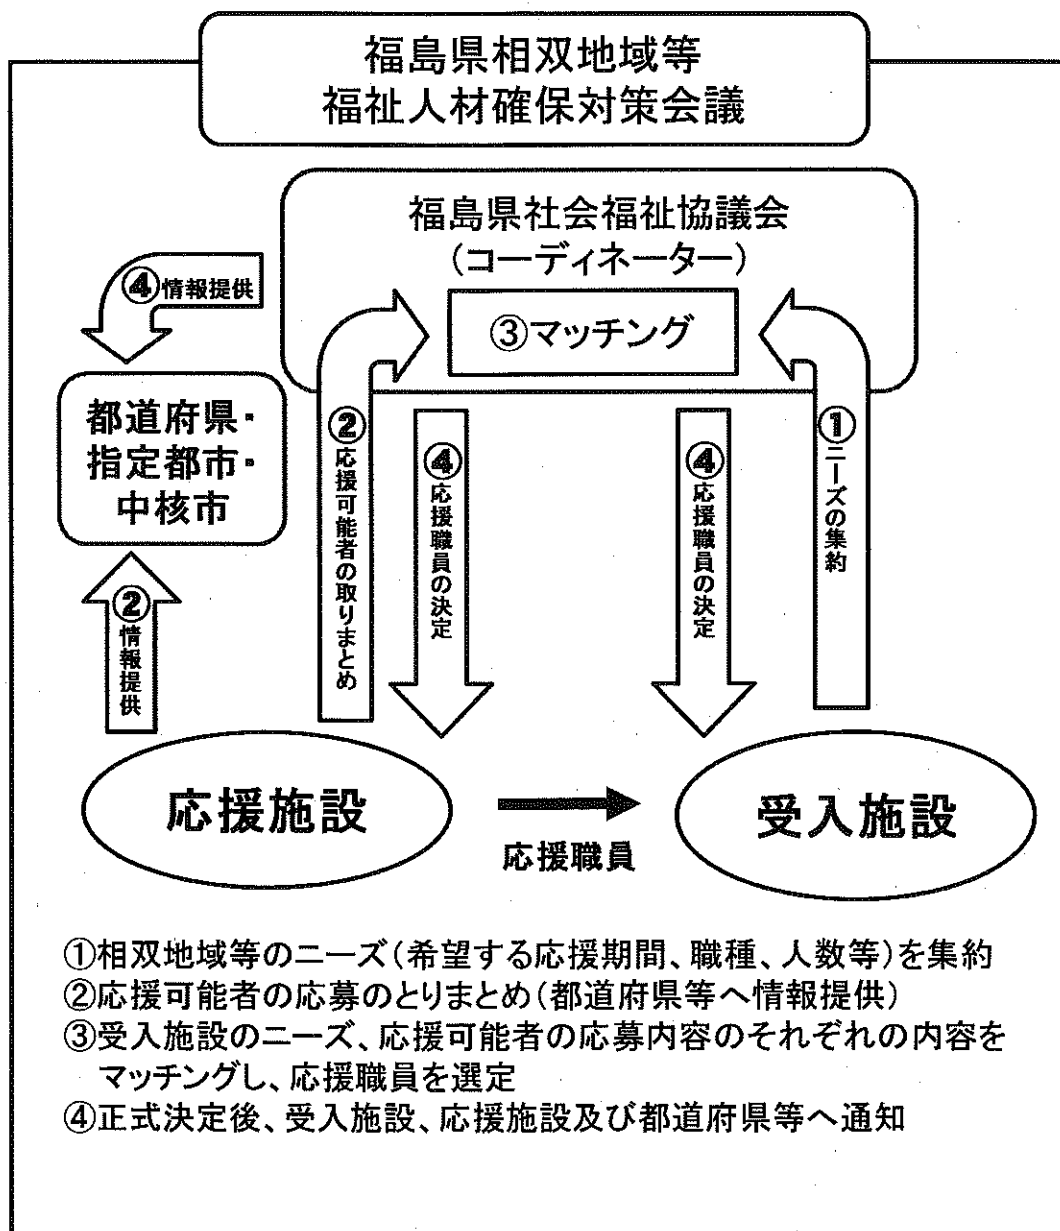 福島県相双地域等
福祉人材確保対策会議
福島県社会福祉協議会
(コーディネーター)
④情報提供
③マッチング
都道府県・
指定都市・
中核市
②応援可能者の取りまとめ
④応援職員の決定
④応援職員の決定
①ニーズの集約
②情報提供
応援施設
受入施設
応援職員
①相双地域等のニーズ(希望する応援期間、職種、人数等)を集約
②応援可能者の応募のとりまとめ(都道府県等へ情報提供)
③受入施設のニーズ、応援可能者の応募内容のそれぞれの内容を
マッチングし、応援職員を選定
④正式決定後、受入施設、応援施設及び都道府県等へ通知